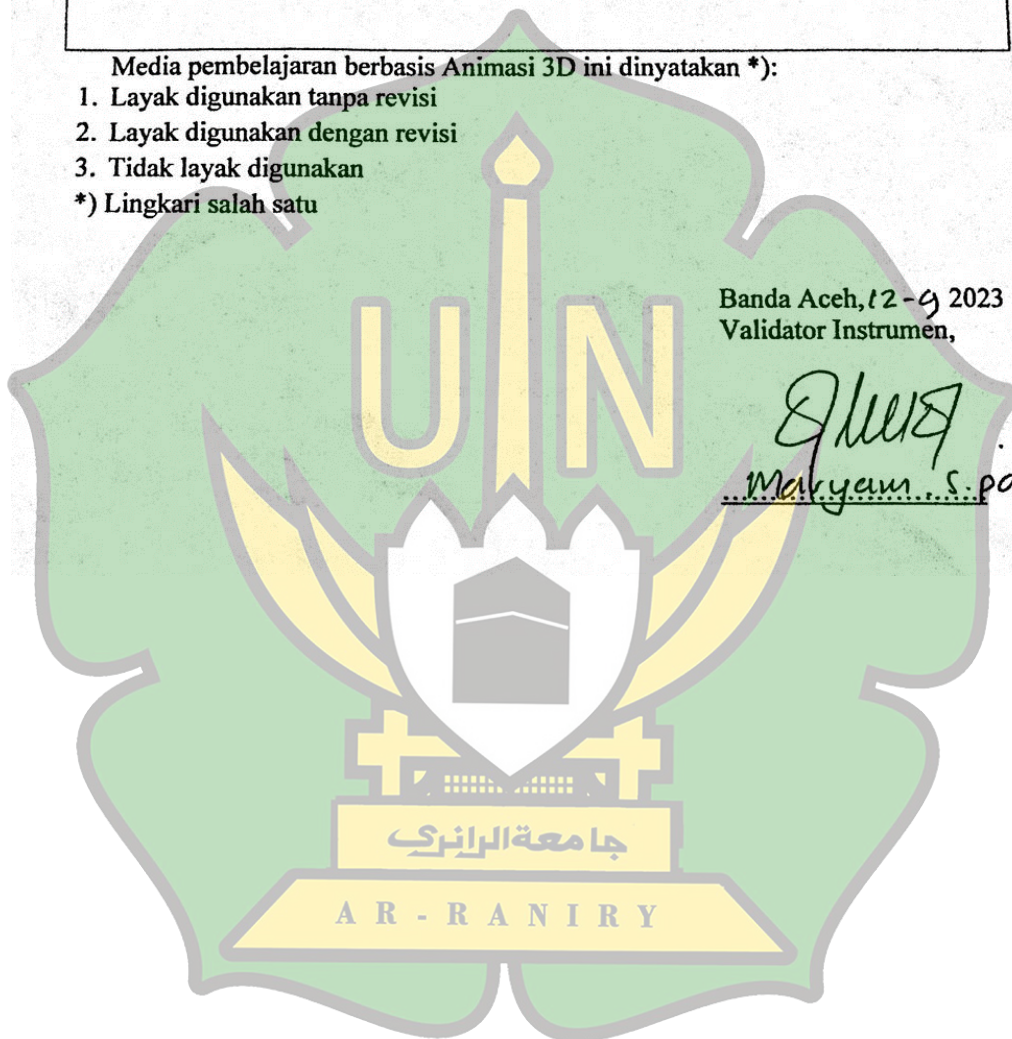 Media pembelajaran berbasis Animasi 3D ini dinyatakan *):
1. Layak digunakan tanpa revisi
2. Layak digunakan dengan revisi
3. Tidak layak digunakan
*) Lingkari salah satu
Banda Aceh, 12-9 2023
Validator Instrumen,
Maryam, S.pd
UIN
جامعة الرانري
AR-RANIRY